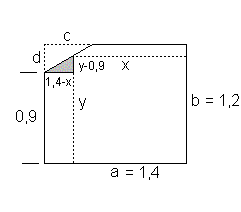 c
d
y-0,9
x
1,4-x
y
b = 1,2
0,9
a = 1,4